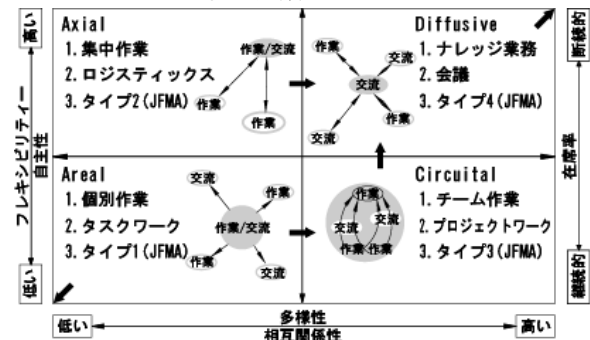 高い
フレキシビリティー
自主性
低い
Axial
1. 集中作業
2. ロジスティックス
3. タイプ2(JFMA)
作業/交流
作業
作業
Diffusive
1. ナレッジ業務
2. 会議
3. タイプ4(JFMA)
作業
交流
交流
作業
交流
Areal
1. 個別作業
2. タスクワーク
3. タイプ1(JFMA)
交流
作業
作業/交流
作業
交流
Circuital
1. チーム作業
2. プロジェクトワーク
3. タイプ3(JFMA)
作業
交流
交流
作業
作業
断続的
在席率
継続的
低い
多様性
相互関係性
高い